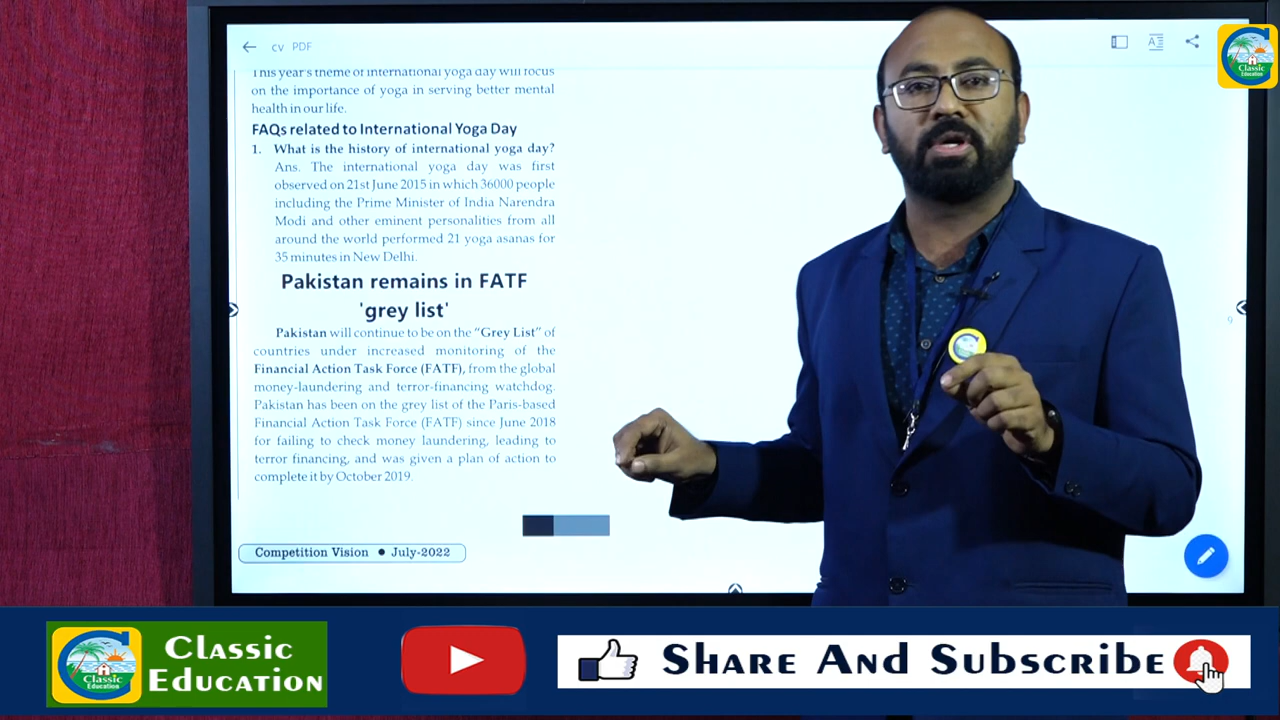 cv PDF
This year's theme of international yoga day will focus
on the importance of yoga in serving better mental
health in our life.
FAQs related to International Yoga Day
1. What is the history of international yoga day?
Ans. The international yoga day was first
observed on 21st June 2015 in which 36000 people
including the Prime Minister of India Narendra
Modi and other eminent personalities from all
around the world performed 21 yoga asanas for
35 minutes in New Delhi.
Pakistan remains in FATF
'grey list'
Pakistan will continue to be on the "Grey List" of
countries under increased monitoring of the
Financial Action Task Force (FATF), from the global
money-laundering and terror-financing watchdog.
Pakistan has been on the grey list of the Paris-based
Financial Action Task Force (FATF) since June 2018
for failing to check money laundering, leading to
terror financing, and was given a plan of action to
complete it by October 2019.
Competition Vision ● July-2022
9
Classic
Education
Classic
Education
Classic
Education
Share And Subscribe